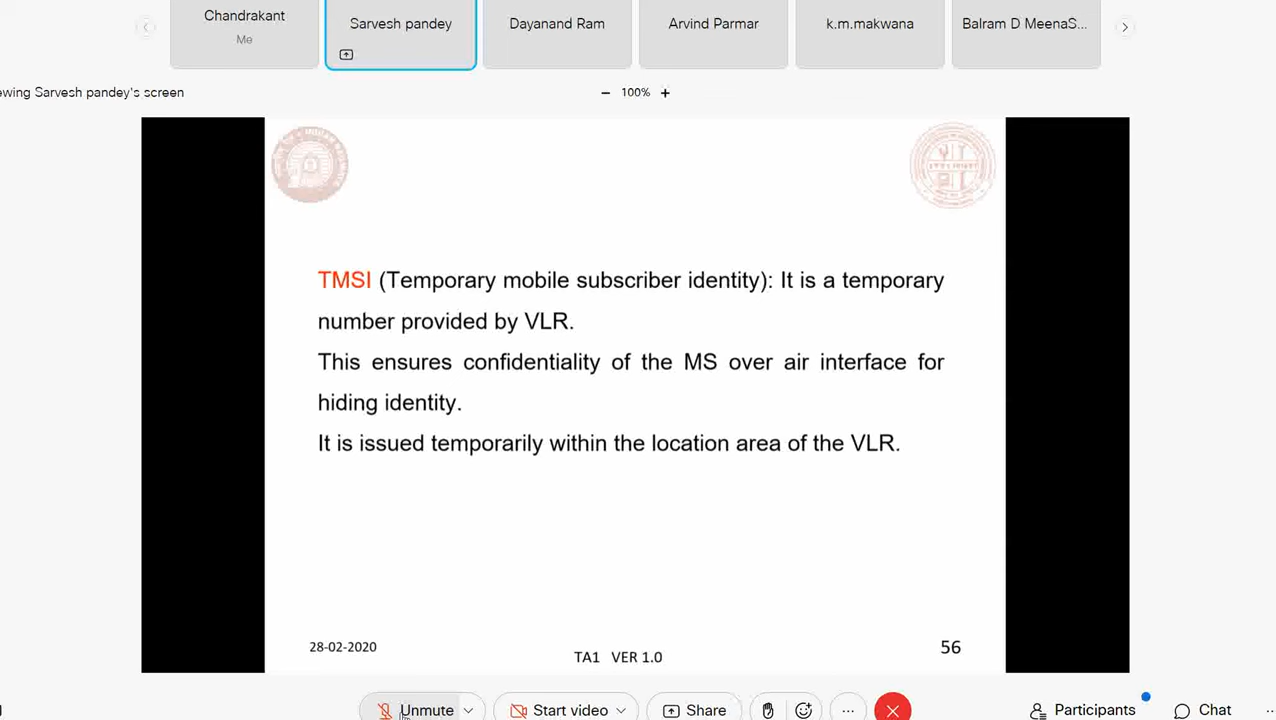 Chandrakant
Me
Sarvesh pandey
Dayanand Ram
Arvind Parmar
k.m.makwana
Balram D MeenaS...
ewing Sarvesh pandey's screen
100%
TMSI (Temporary mobile subscriber identity): It is a temporary
number provided by VLR.
This ensures confidentiality of the MS over air interface for
hiding identity.
It is issued temporarily within the location area of the VLR.
28-02-2020
TA1 VER 1.0
56
Unmute
Start video
Share
...
Participants
Chat